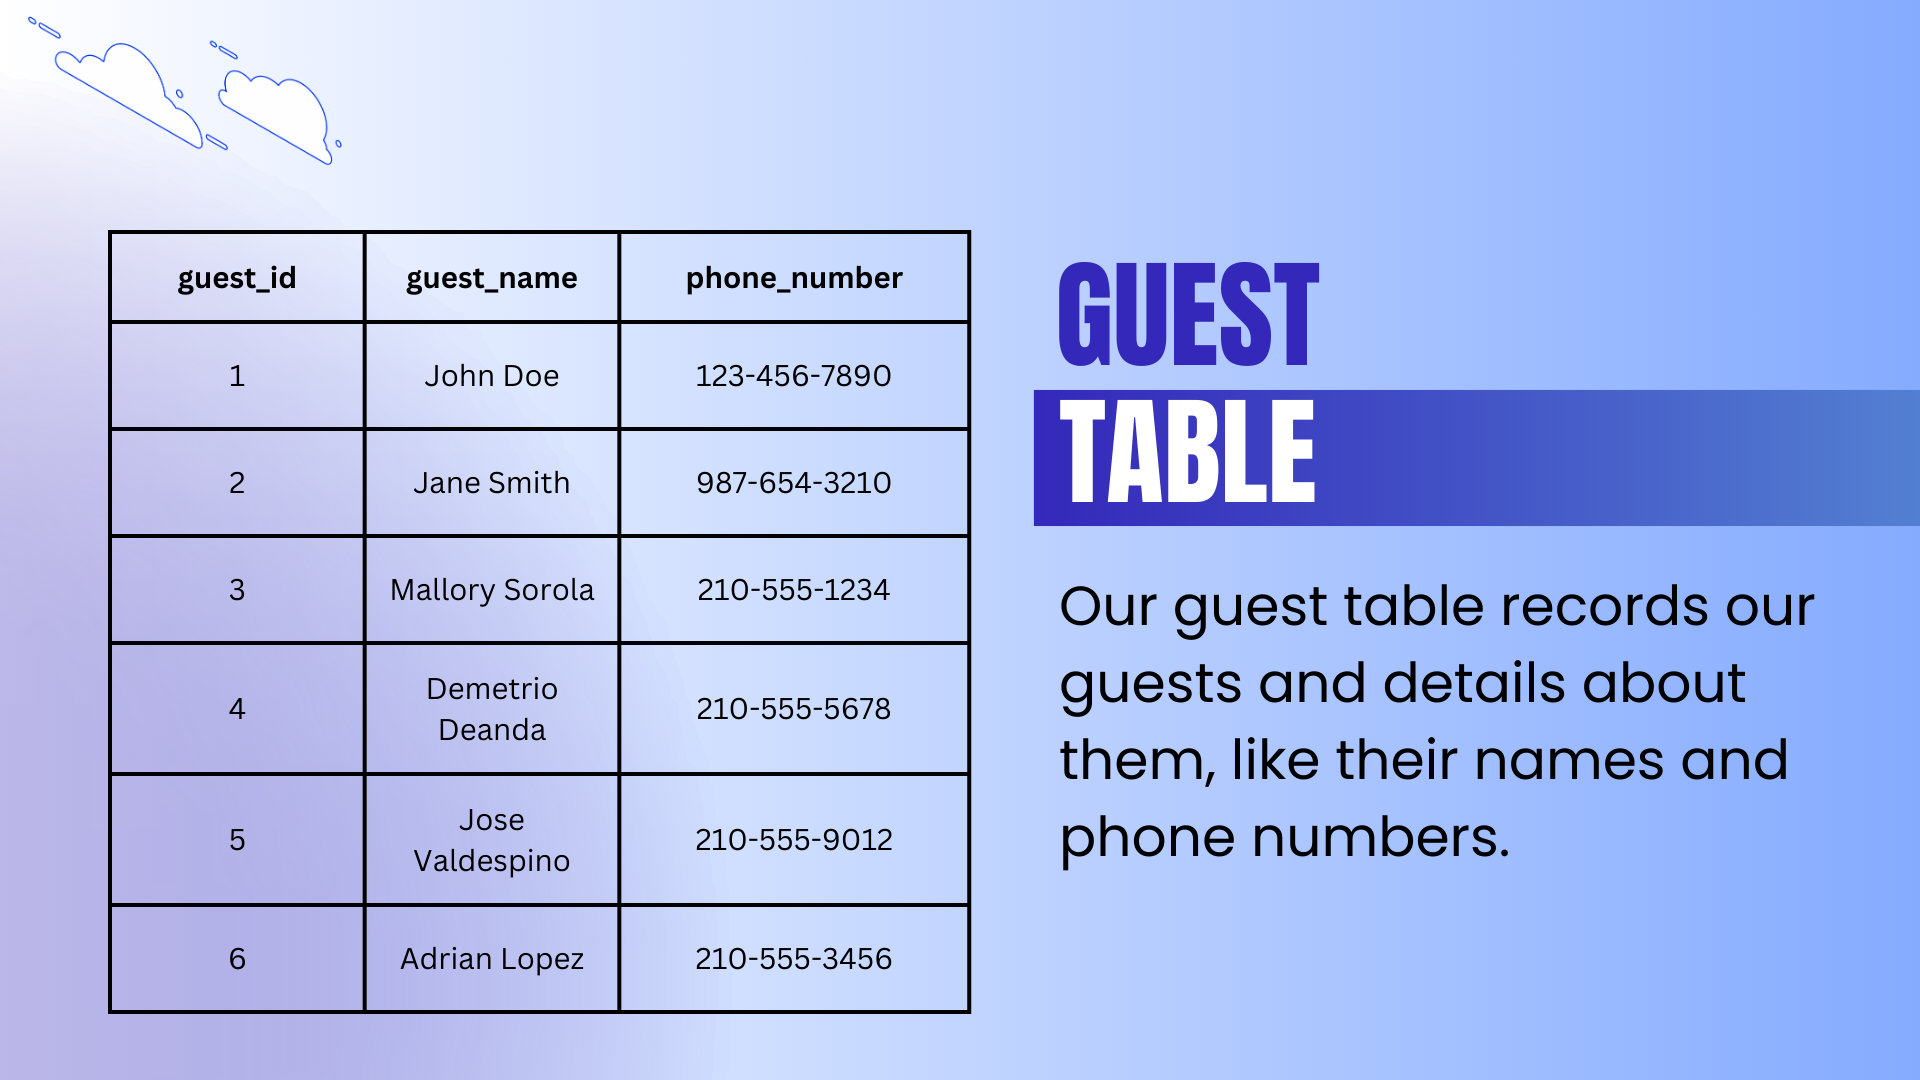 guest_id guest_name phone_number
1 John Doe 123-456-7890
2 Jane Smith 987-654-3210
3 Mallory Sorola 210-555-1234
4 Demetrio
Deanda 210-555-5678
5 Jose
Valdespino 210-555-9012
6 Adrian Lopez 210-555-3456
GUEST
TABLE
Our guest table records our
guests and details about
them, like their names and
phone numbers.